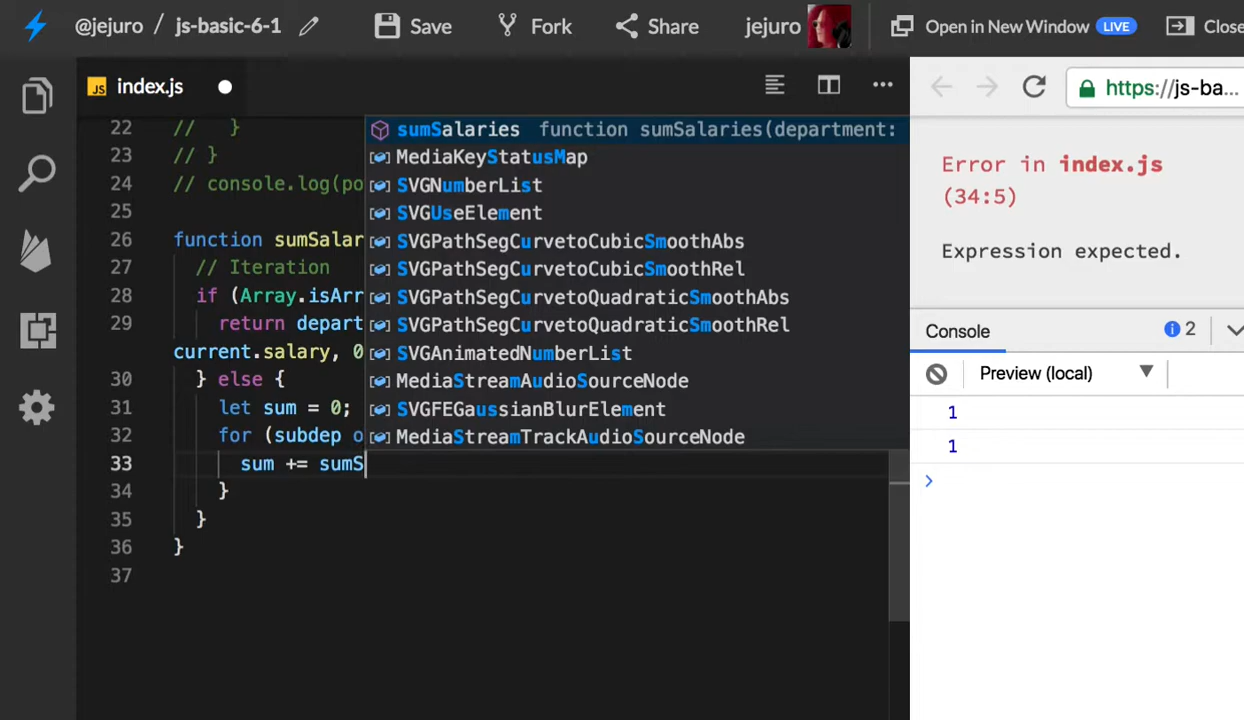 @jejuro / js-basic-6-1 Save Fork Share jejuro Open in New Window LIVE Close
JS index.js
https://js-ba...
22 // }
23 // }
24 // console.log(po
25
26 function sumSalar
27 // Iteration
28 if (Array.isArr
29 return depart
current.salary, 0
30 } else {
31 let sum = 0;
32 for (subdep o
33 sum += sumS
34 }
35 }
36 }
37
sumSalaries function sumSalaries(department:
MediaKeyStatusMap
SVGNumberList
SVGUseElement
SVGPathSegCurvetoCubicSmoothAbs
SVGPathSegCurvetoCubicSmoothRel
SVGPathSegCurvetoQuadraticSmoothAbs
SVGPathSegCurvetoQuadraticSmoothRel
SVGAnimatedNumberList
MediaStreamAudioSourceNode
SVGFEGaussianBlurElement
MediaStreamTrackAudioSourceNode
Error in index.js
(34:5)
Expression expected.
Console 2
Preview (local)
1
1